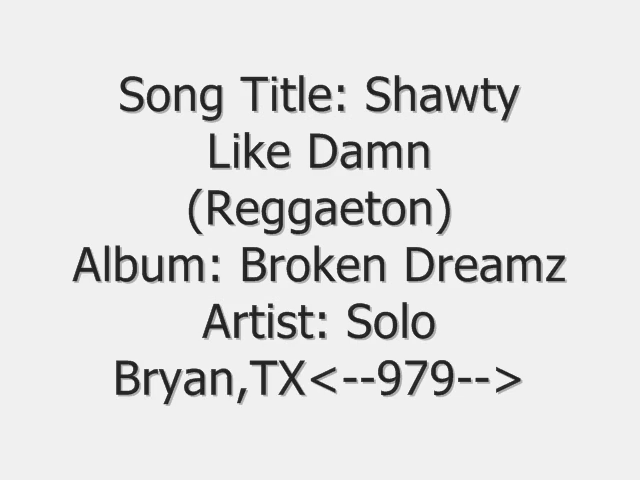 Song Title: Shawty
Like Damn
(Reggaeton)
Album: Broken Dreamz
Artist: Solo
Bryan,TX<--979-->